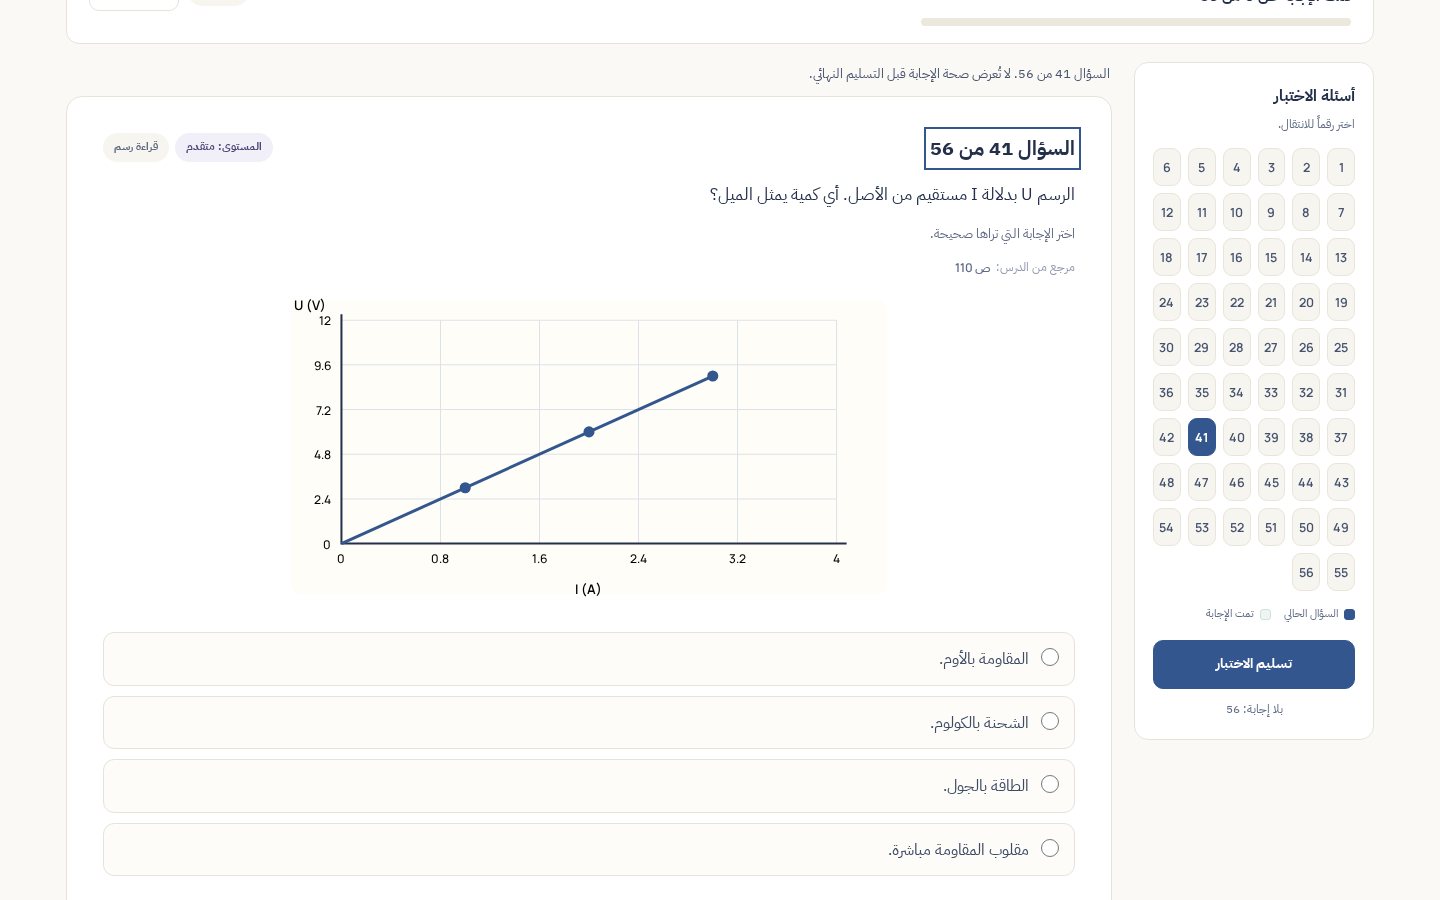 السؤال 41 من 56. لا تُعرض صحة الإجابة قبل التسليم النهائي.
السؤال 41 من 56
المستوى: متقدم
قراءة رسم
الرسم U بدلالة I مستقيم من الأصل. أي كمية يمثل الميل؟
اختر الإجابة التي تراها صحيحة.
مرجع من الدرس: ص 110
U (V)
12
9.6
7.2
4.8
2.4
0
0 0.8 1.6 2.4 3.2 4
I (A)
المقاومة بالأوم.
الشحنة بالكولوم.
الطاقة بالجول.
مقلوب المقاومة مباشرة.
أسئلة الاختبار
اختر رقماً للانتقال.
1 2 3 4 5 6
7 8 9 10 11 12
13 14 15 16 17 18
19 20 21 22 23 24
25 26 27 28 29 30
31 32 33 34 35 36
37 38 39 40 41 42
43 44 45 46 47 48
49 50 51 52 53 54
55 56
السؤال الحالي
تمت الإجابة
تسليم الاختبار
بلا إجابة: 56